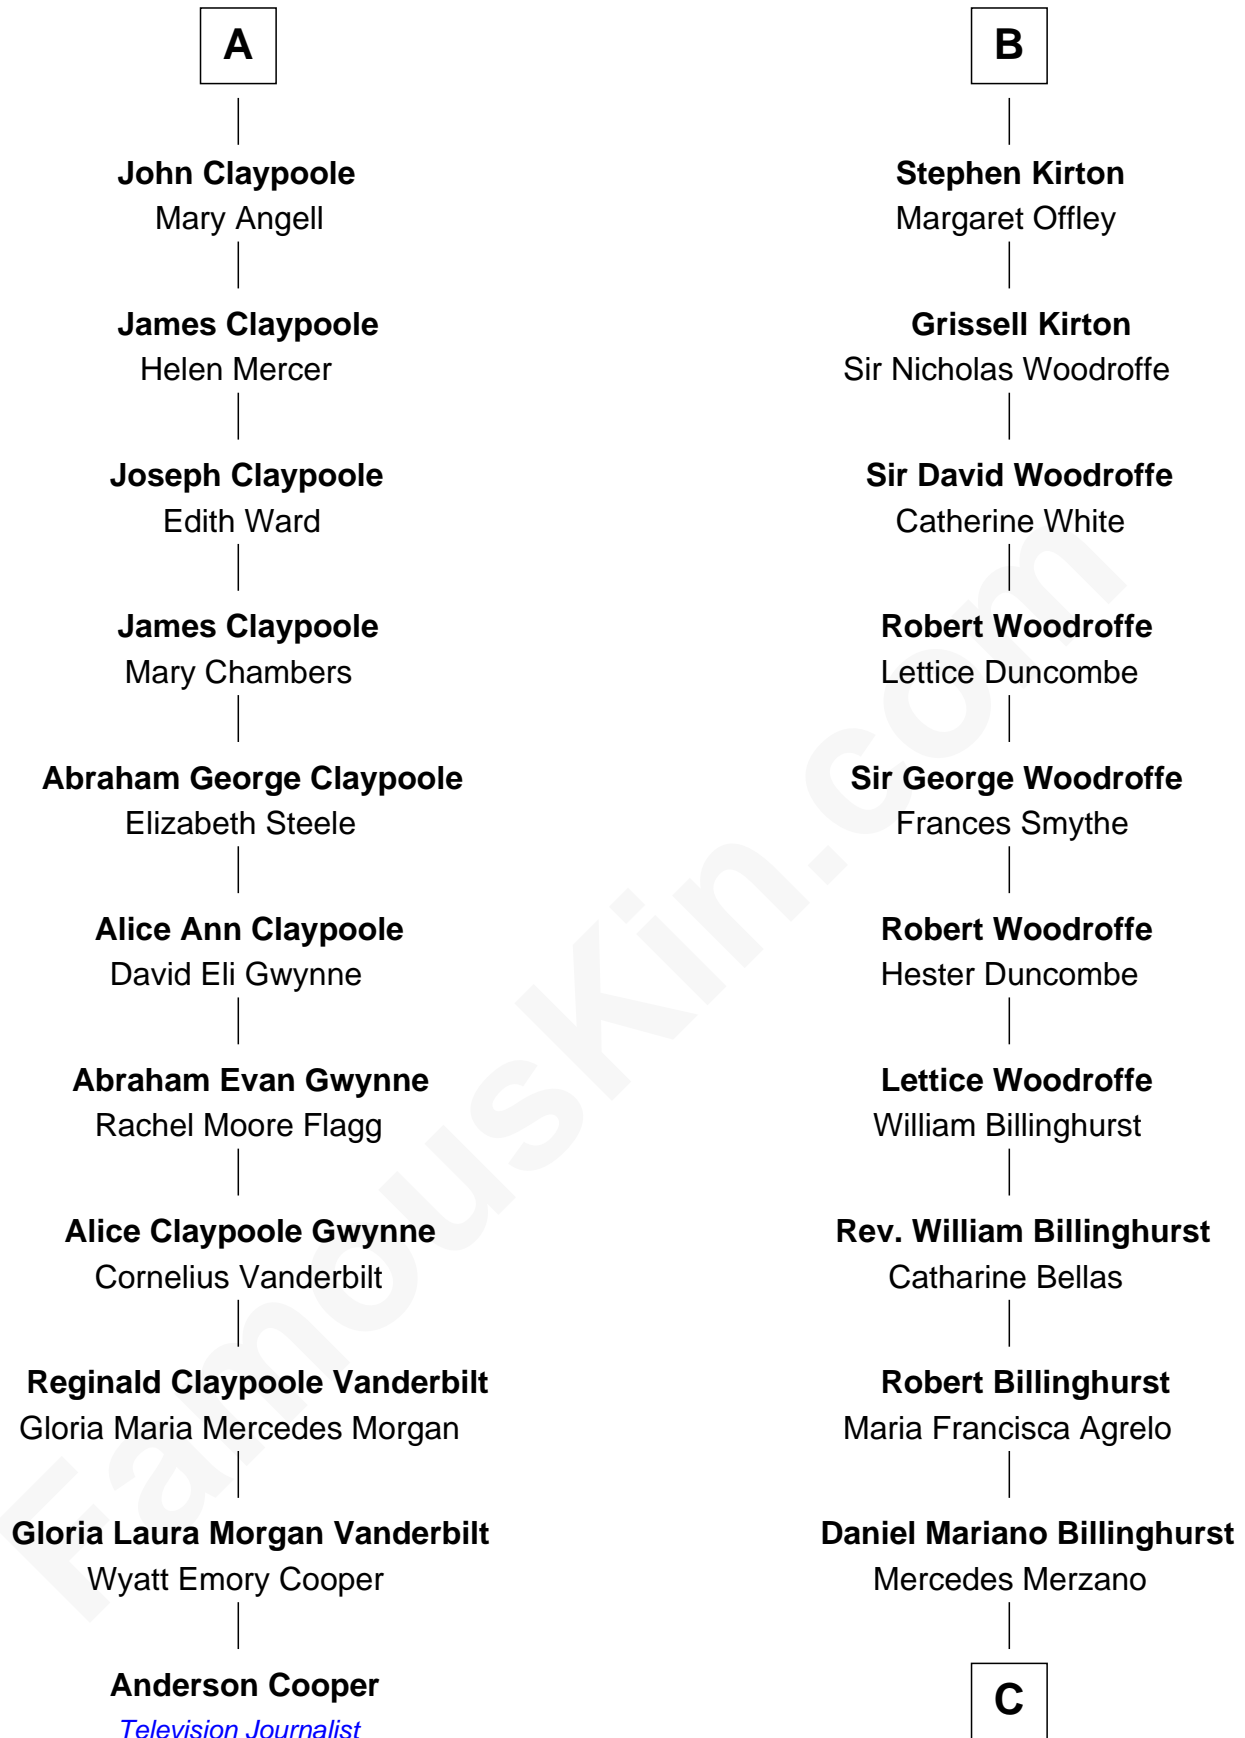 A
John Claypoole
Mary Angell
James Claypoole
Helen Mercer
Joseph Claypoole
Edith Ward
James Claypoole
Mary Chambers
Abraham George Claypoole
Elizabeth Steele
Alice Ann Claypoole
David Eli Gwynne
Abraham Evan Gwynne
Rachel Moore Flagg
Alice Claypoole Gwynne
Cornelius Vanderbilt
Reginald Claypoole Vanderbilt
Gloria Maria Mercedes Morgan
Gloria Laura Morgan Vanderbilt
Wyatt Emory Cooper
Anderson Cooper
Television Journalist
B
Stephen Kirton
Margaret Offley
Grissell Kirton
Sir Nicholas Woodroffe
Sir David Woodroffe
Catherine White
Robert Woodroffe
Lettice Duncombe
Sir George Woodroffe
Frances Smythe
Robert Woodroffe
Hester Duncombe
Lettice Woodroffe
William Billinghurst
Rev. William Billinghurst
Catharine Bellas
Robert Billinghurst
Maria Francisca Agrelo
Daniel Mariano Billinghurst
Mercedes Merzano
C
FamousKin.com